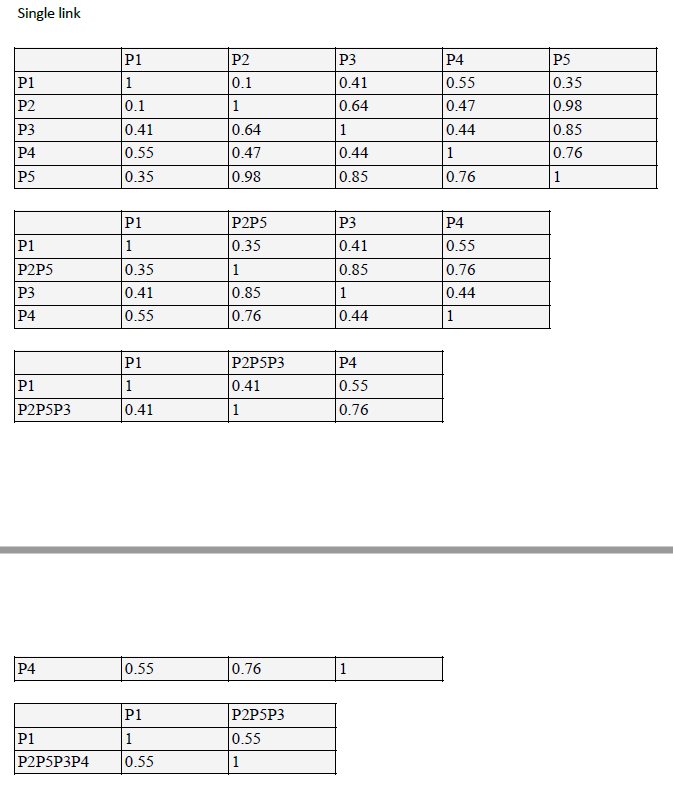 Single link
P1 P2 P3 P4 P5
P1 1 0.1 0.41 0.55 0.35
P2 0.1 1 0.64 0.47 0.98
P3 0.41 0.64 1 0.44 0.85
P4 0.55 0.47 0.44 1 0.76
P5 0.35 0.98 0.85 0.76 1
P1 P2P5 P3 P4
P1 1 0.35 0.41 0.55
P2P5 0.35 1 0.85 0.76
P3 0.41 0.85 1 0.44
P4 0.55 0.76 0.44 1
P1 P2P5P3 P4
P1 1 0.41 0.55
P2P5P3 0.41 1 0.76
P4 0.55 0.76 1
P1 P2P5P3
P1 1 0.55
P2P5P3P4 0.55 1